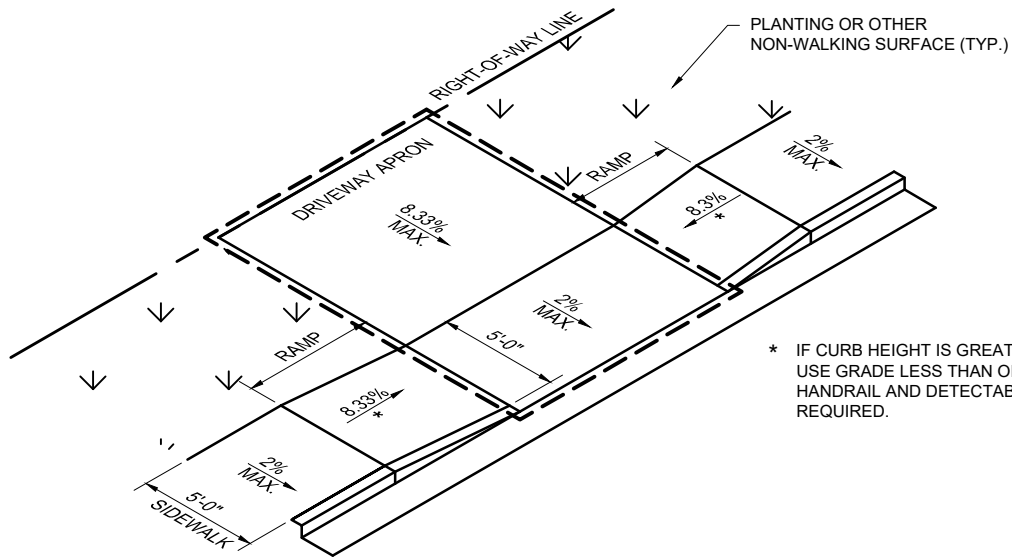 PLANTING OR OTHER
NON-WALKING SURFACE (TYP.)
RIGHT-OF-WAY LINE
2%
MAX.
RAMP
DRIVEWAY APRON
8.33%
MAX.
8.3%
*
2%
MAX.
5'-0"
RAMP
8.33%
*
* IF CURB HEIGHT IS GREAT
USE GRADE LESS THAN O
HANDRAIL AND DETECTAB
REQUIRED.
2%
MAX.
5'-0"
SIDEWALK